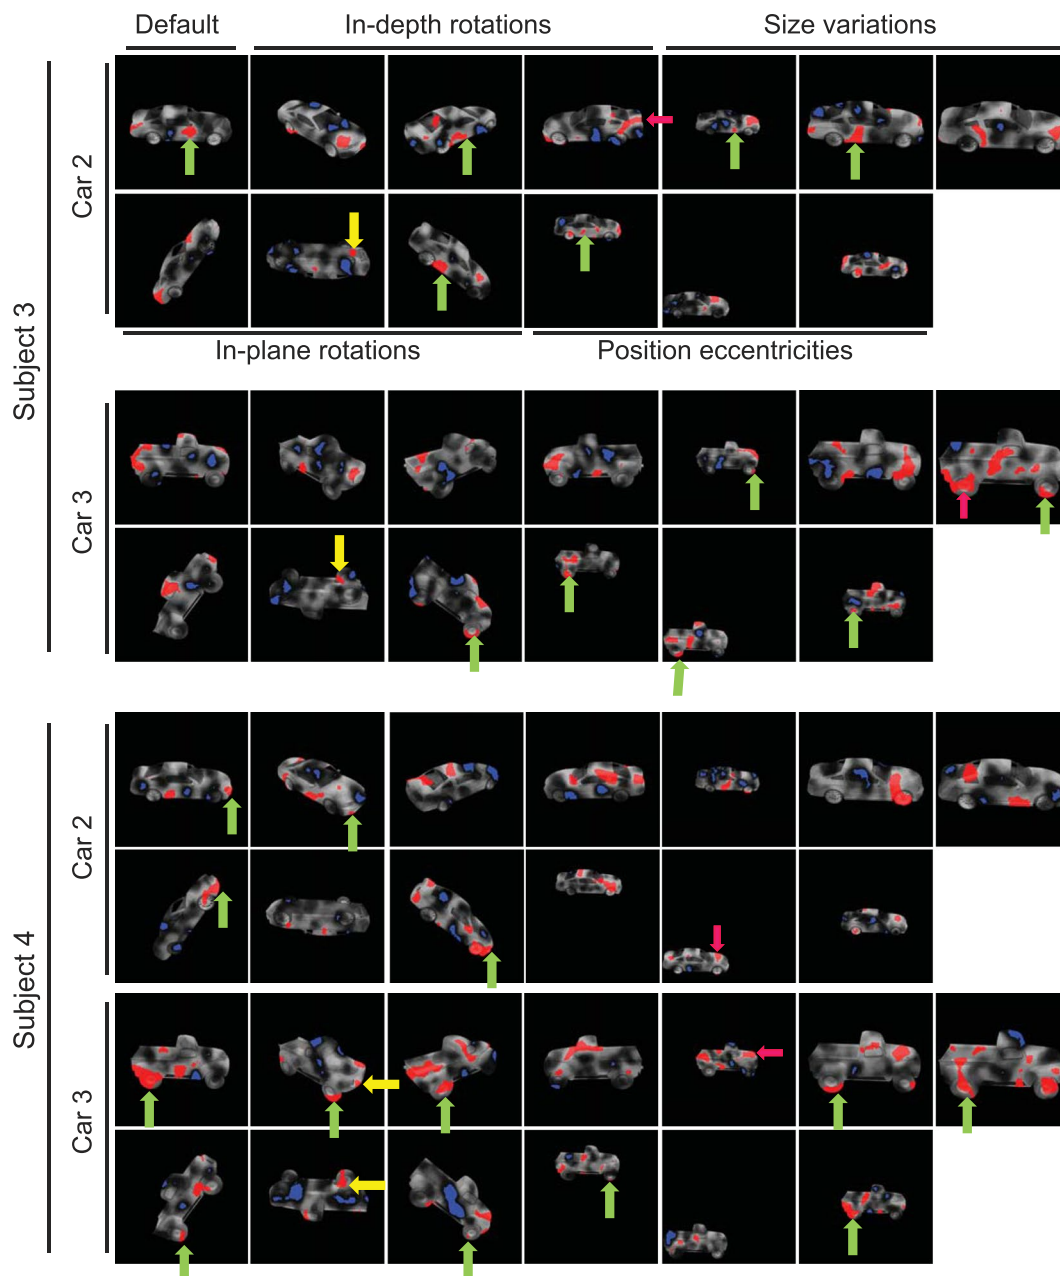 Default
In-depth rotations
Size variations
Subject 3
Car 2
In-plane rotations
Position eccentricities
Car 3
Subject 4
Car 2
Car 3